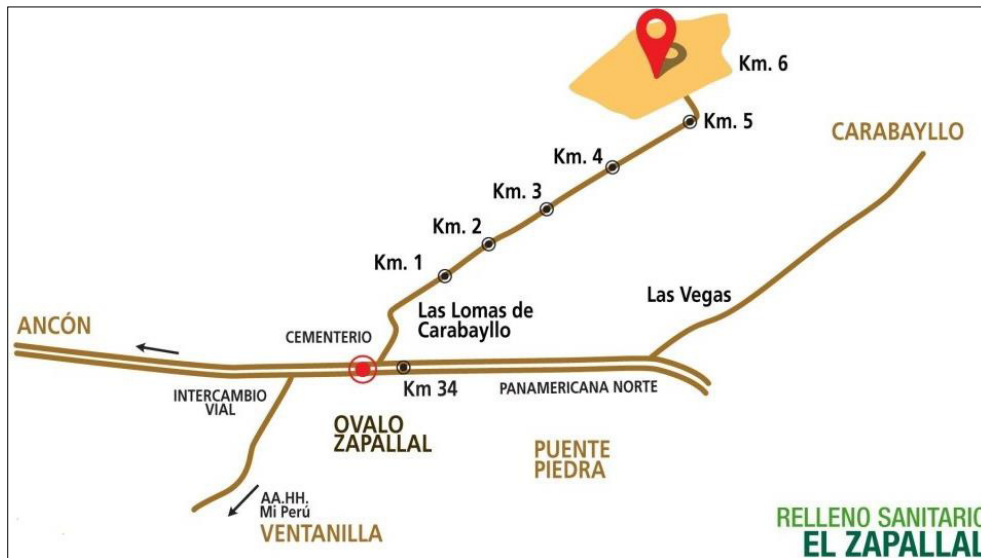 Km. 6
Km. 5
CARABAYLLO
Km. 4
Km. 3
Km. 2
Km. 1
Las Vegas
Las Lomas de
Carabayllo
ANCÓN
CEMENTERIO
INTERCAMBIO
VIAL
Km 34
PANAMERICANA NORTE
OVALO
ZAPALLAL
PUENTE
PIEDRA
AA.HH.
Mi Perú
VENTANILLA
RELLENO SANITARIO
EL ZAPALLAL